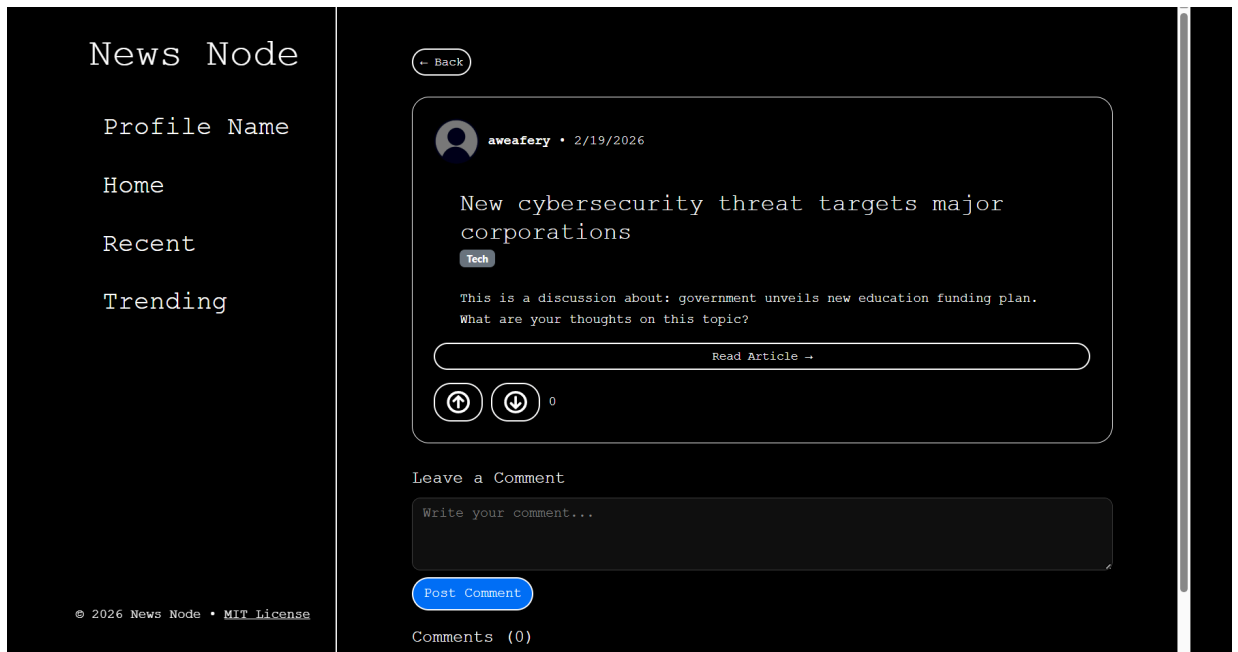 News Node
Profile Name
Home
Recent
Trending
© 2026 News Node • MIT License
← Back
aweafery • 2/19/2026
New cybersecurity threat targets major
corporations
Tech
This is a discussion about: government unveils new education funding plan.
What are your thoughts on this topic?
Read Article →
0
Leave a Comment
Write your comment...
Post Comment
Comments (0)